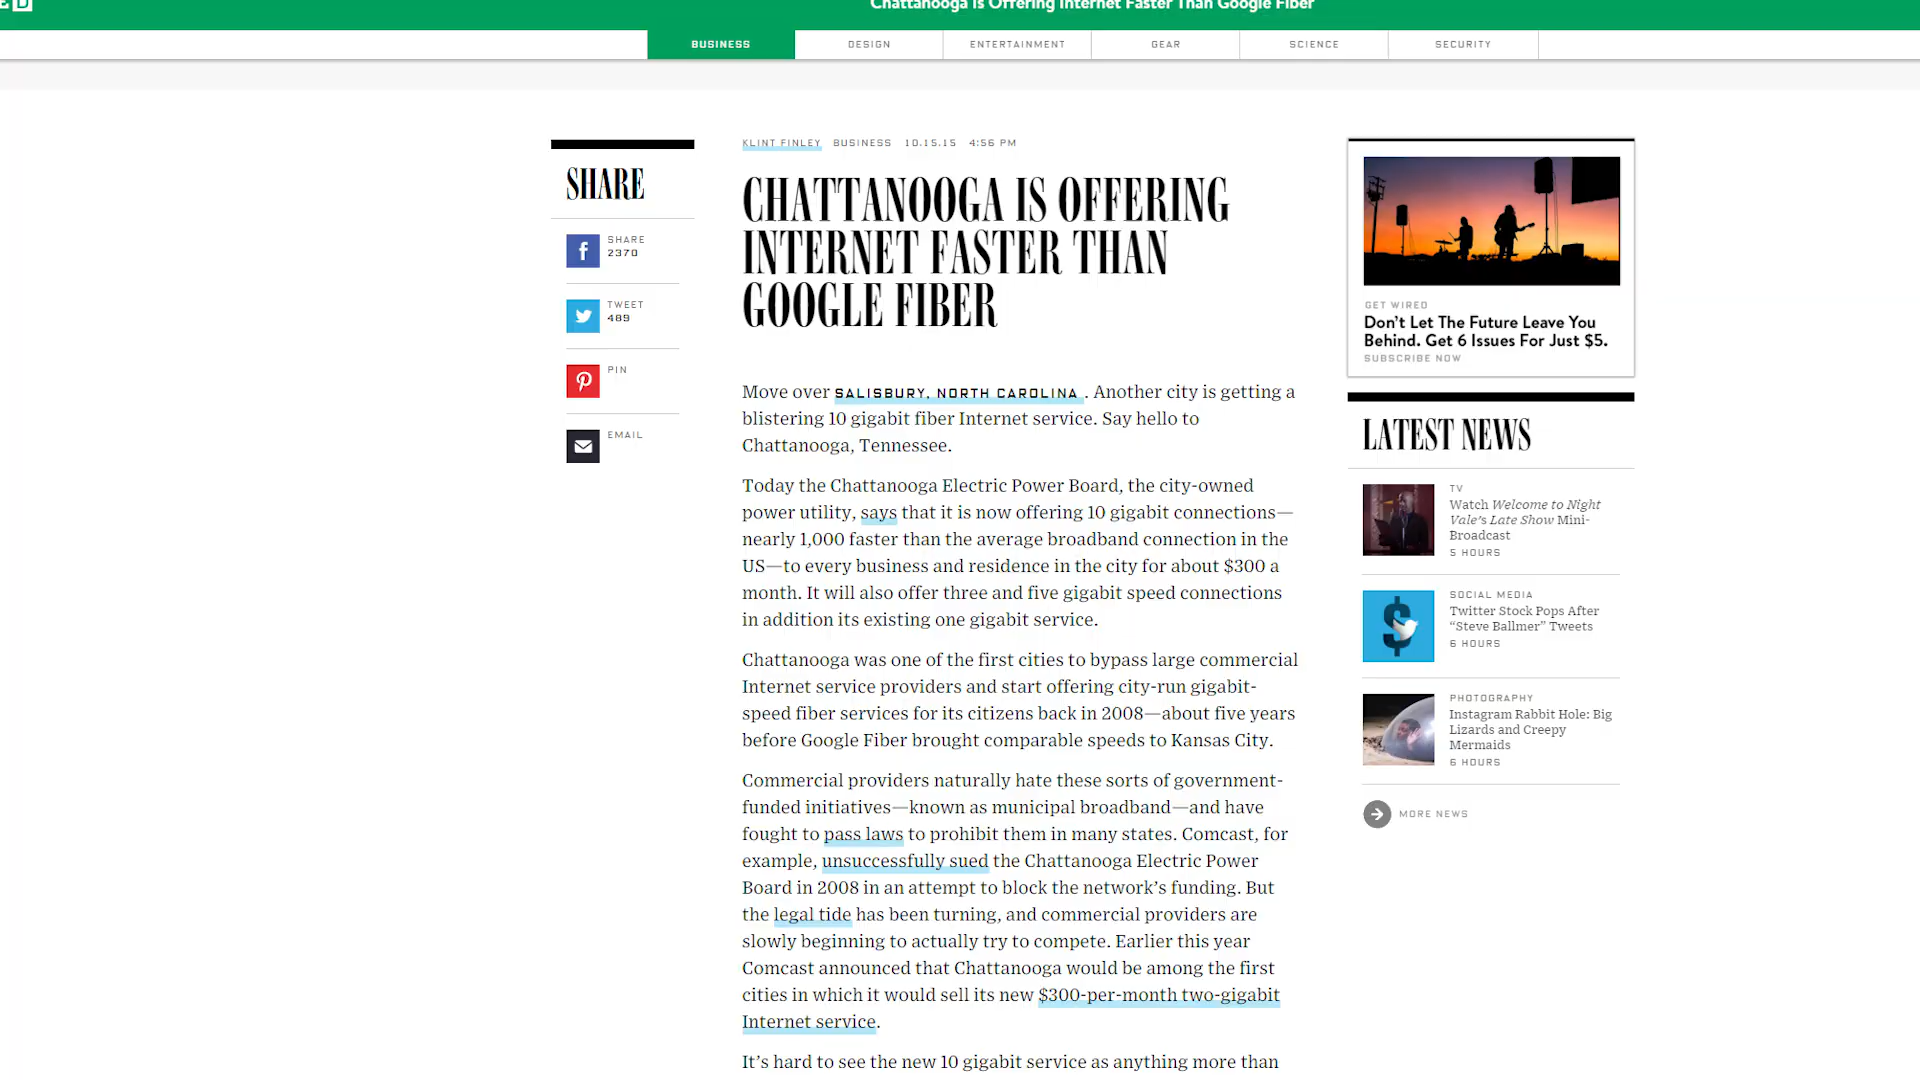 ED
Chattanooga Is Offering Internet Faster Than Google Fiber
BUSINESS
DESIGN
ENTERTAINMENT
GEAR
SCIENCE
SECURITY
SHARE
SHARE
2370
TWEET
489
PIN
EMAIL
KLINT FINLEY BUSINESS 10.15.15 4:56 PM
CHATTANOOGA IS OFFERING
INTERNET FASTER THAN
GOOGLE FIBER
Move over SALISBURY, NORTH CAROLINA . Another city is getting a
blistering 10 gigabit fiber Internet service. Say hello to
Chattanooga, Tennessee.
Today the Chattanooga Electric Power Board, the city-owned
power utility, says that it is now offering 10 gigabit connections—
nearly 1,000 faster than the average broadband connection in the
US—to every business and residence in the city for about $300 a
month. It will also offer three and five gigabit speed connections
in addition its existing one gigabit service.
Chattanooga was one of the first cities to bypass large commercial
Internet service providers and start offering city-run gigabit-
speed fiber services for its citizens back in 2008—about five years
before Google Fiber brought comparable speeds to Kansas City.
Commercial providers naturally hate these sorts of government-
funded initiatives—known as municipal broadband—and have
fought to pass laws to prohibit them in many states. Comcast, for
example, unsuccessfully sued the Chattanooga Electric Power
Board in 2008 in an attempt to block the network's funding. But
the legal tide has been turning, and commercial providers are
slowly beginning to actually try to compete. Earlier this year
Comcast announced that Chattanooga would be among the first
cities in which it would sell its new $300-per-month two-gigabit
Internet service.
It's hard to see the new 10 gigabit service as anything more than
GET WIRED
Don't Let The Future Leave You
Behind. Get 6 Issues For Just $5.
SUBSCRIBE NOW
LATEST NEWS
TV
Watch Welcome to Night
Vale's Late Show Mini-
Broadcast
5 HOURS
SOCIAL MEDIA
Twitter Stock Pops After
“Steve Ballmer” Tweets
6 HOURS
PHOTOGRAPHY
Instagram Rabbit Hole: Big
Lizards and Creepy
Mermaids
6 HOURS
MORE NEWS